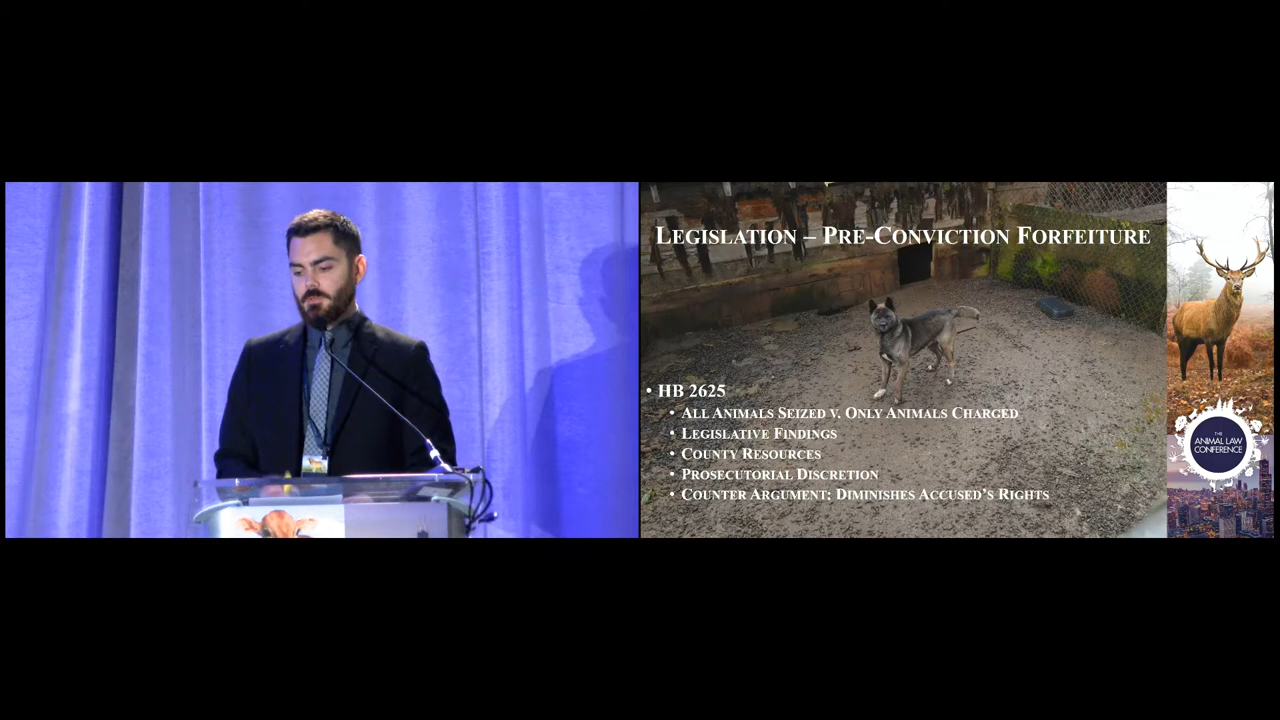 LEGISLATION – PRE-CONVICTION FORFEITURE
• HB 2625
• ALL ANIMALS SEIZED V. ONLY ANIMALS CHARGED
• LEGISLATIVE FINDINGS
• COUNTY RESOURCES
• PROSECUTORIAL DISCRETION
• COUNTER ARGUMENT: DIMINISHES ACCUSED'S RIGHTS
THE
ANIMAL LAW
CONFERENCE